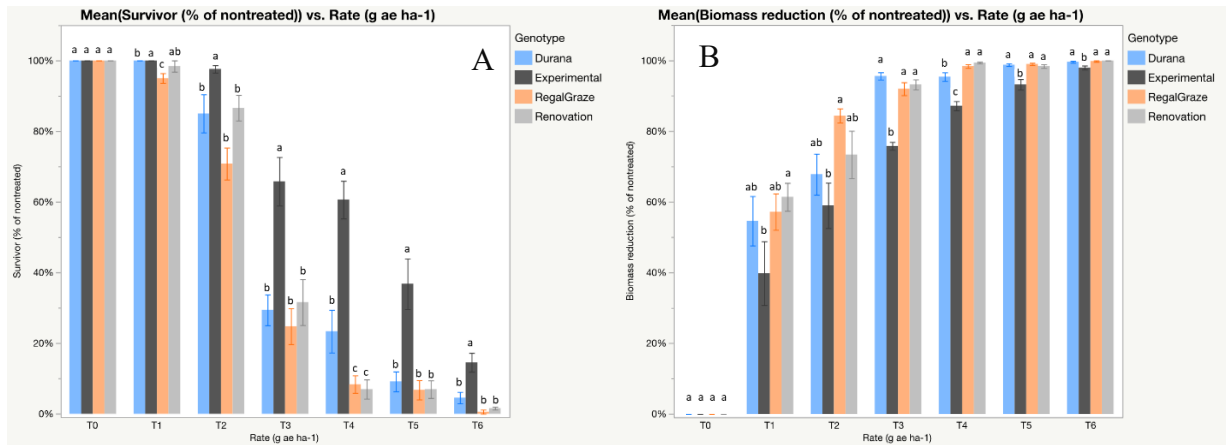 Mean(Survivor (% of nontreated)) vs. Rate (g ae ha-1)
A
Genotype
Durana
Experimental
RegalGraze
Renovation
Survivor (% of nontreated)
100%
80%
60%
40%
20%
0%
a a a a
b a c ab
b a b b
b a b b
b a c c
b a b b
b a b b
T0 T1 T2 T3 T4 T5 T6
Rate (g ae ha-1)
Mean(Biomass reduction (% of nontreated)) vs. Rate (g ae ha-1)
B
Genotype
Durana
Experimental
RegalGraze
Renovation
Biomass reduction (% of nontreated)
100%
80%
60%
40%
20%
0%
a a a a
ab b ab a
ab b a ab
a b a a
b c a a
a b a a
a b a a
T0 T1 T2 T3 T4 T5 T6
Rate (g ae ha-1)